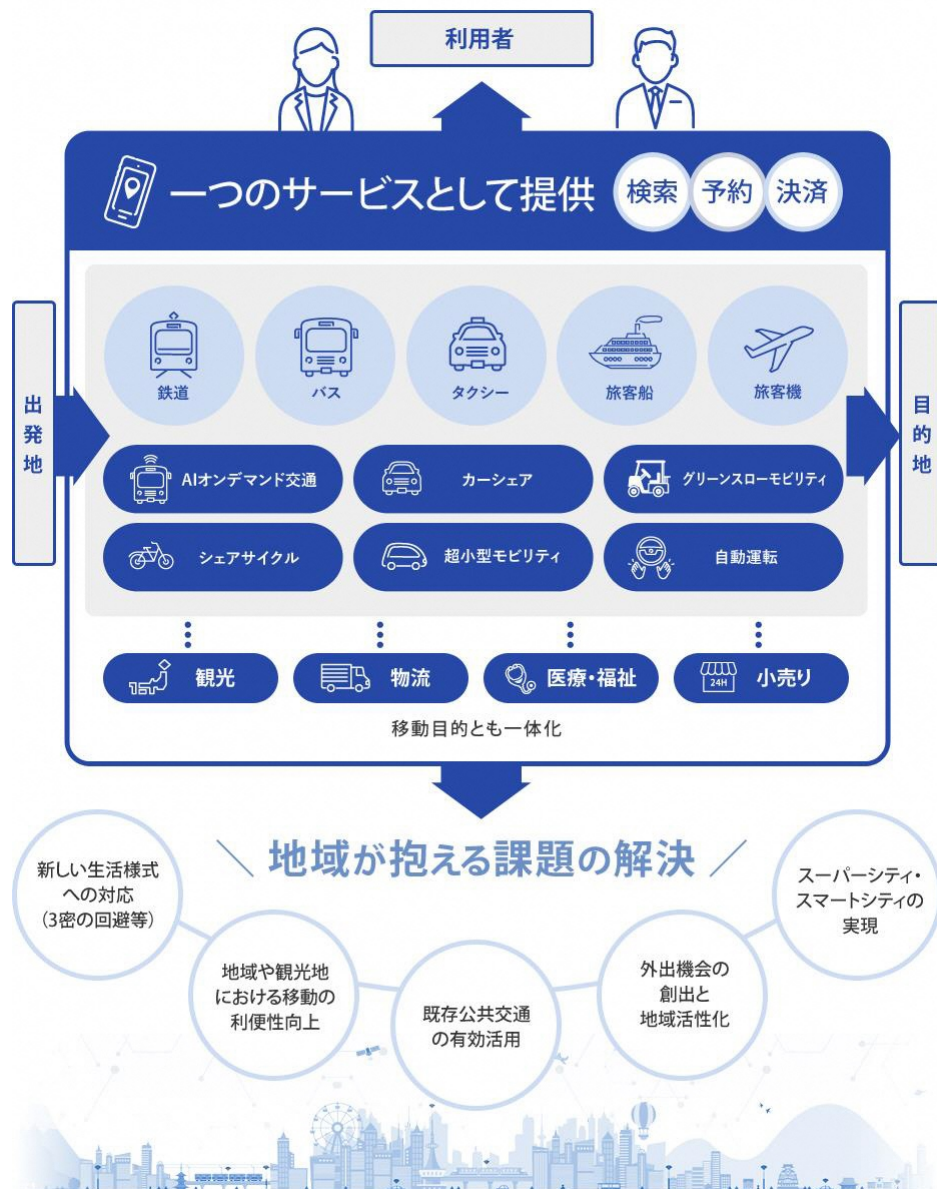 利用者
一つのサービスとして提供 検索 予約 決済
出発地
目的地
鉄道 バス タクシー 旅客船 旅客機
AIオンデマンド交通 カーシェア グリーンスローモビリティ
シェアサイクル 超小型モビリティ 自動運転
観光 物流 医療・福祉 24H 小売り
移動目的とも一体化
地域が抱える課題の解決
新しい生活様式
への対応
(3密の回避等)
地域や観光地
における移動の
利便性向上
既存公共交通
の有効活用
外出機会の
創出と
地域活性化
スーパーシティ・
スマートシティの
実現